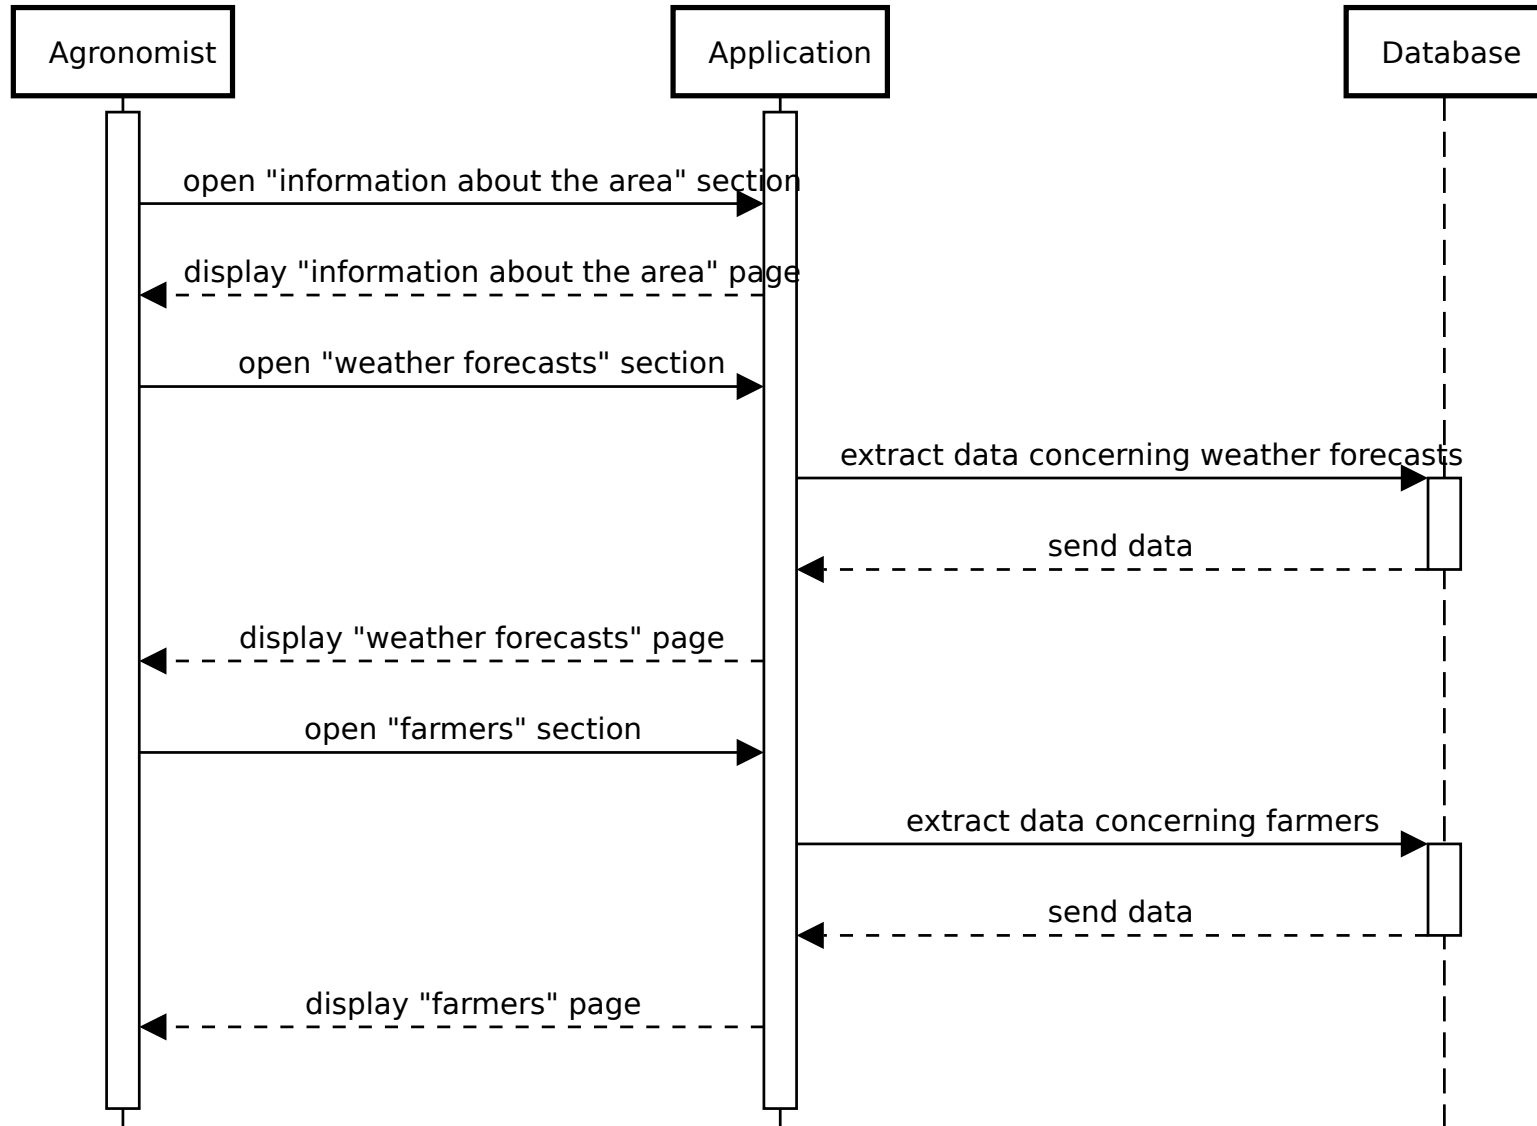 Agronomist
Application
Database
open "information about the area" section
display "information about the area" page
open "weather forecasts" section
extract data concerning weather forecasts
send data
display "weather forecasts" page
open "farmers" section
extract data concerning farmers
send data
display "farmers" page